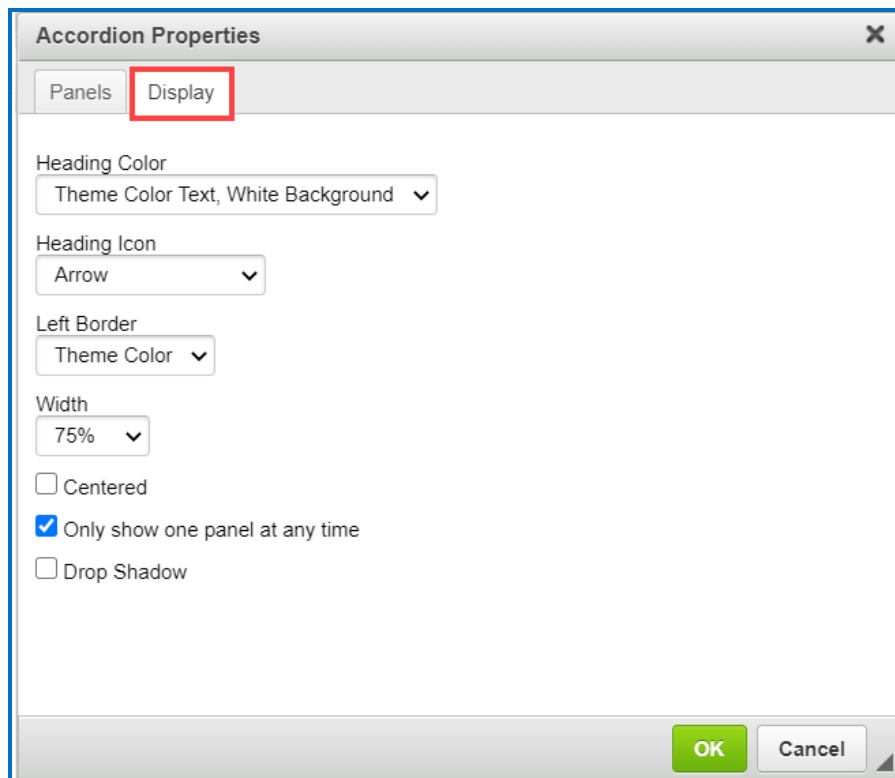 Accordion Properties
Panels Display
Heading Color
Theme Color Text, White Background
Heading Icon
Arrow
Left Border
Theme Color
Width
75%
Centered
Only show one panel at any time
Drop Shadow
OK Cancel